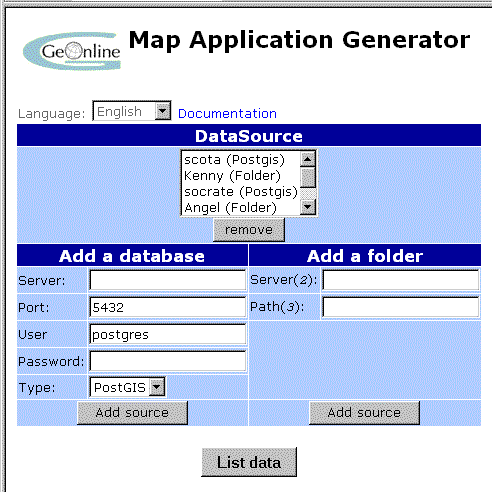 GeOnline
Map Application Generator
Language: English Documentation
DataSource
scota (Postgis)
Kenny (Folder)
socrate (Postgis)
Angel (Folder)
remove
Add a database Add a folder
Server: Server(2):
Port: 5432 Path(3):
User postgres
Password:
Type: PostGIS
Add source Add source
List data